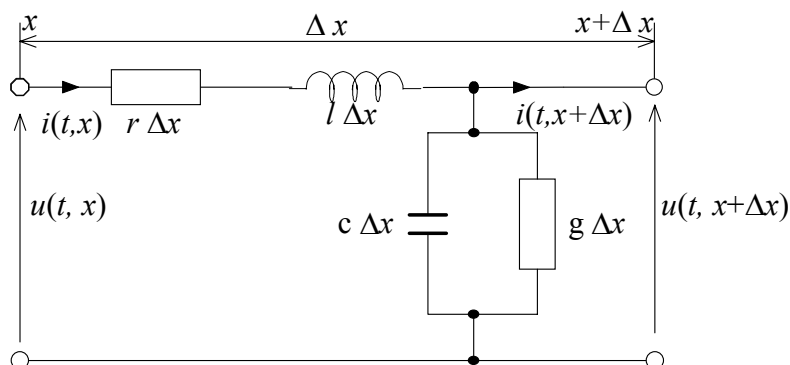 x
Δ x
x+Δ x
i(t,x)
r Δx
l Δx
i(t,x+Δx)
u(t, x)
c Δx
g Δx
u(t, x+Δx)